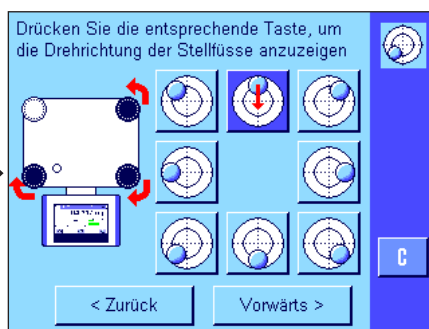 Drücken Sie die entsprechende Taste, um
die Drehrichtung der Stellfüsse anzuzeigen
C
< Zurück
Vorwärts >